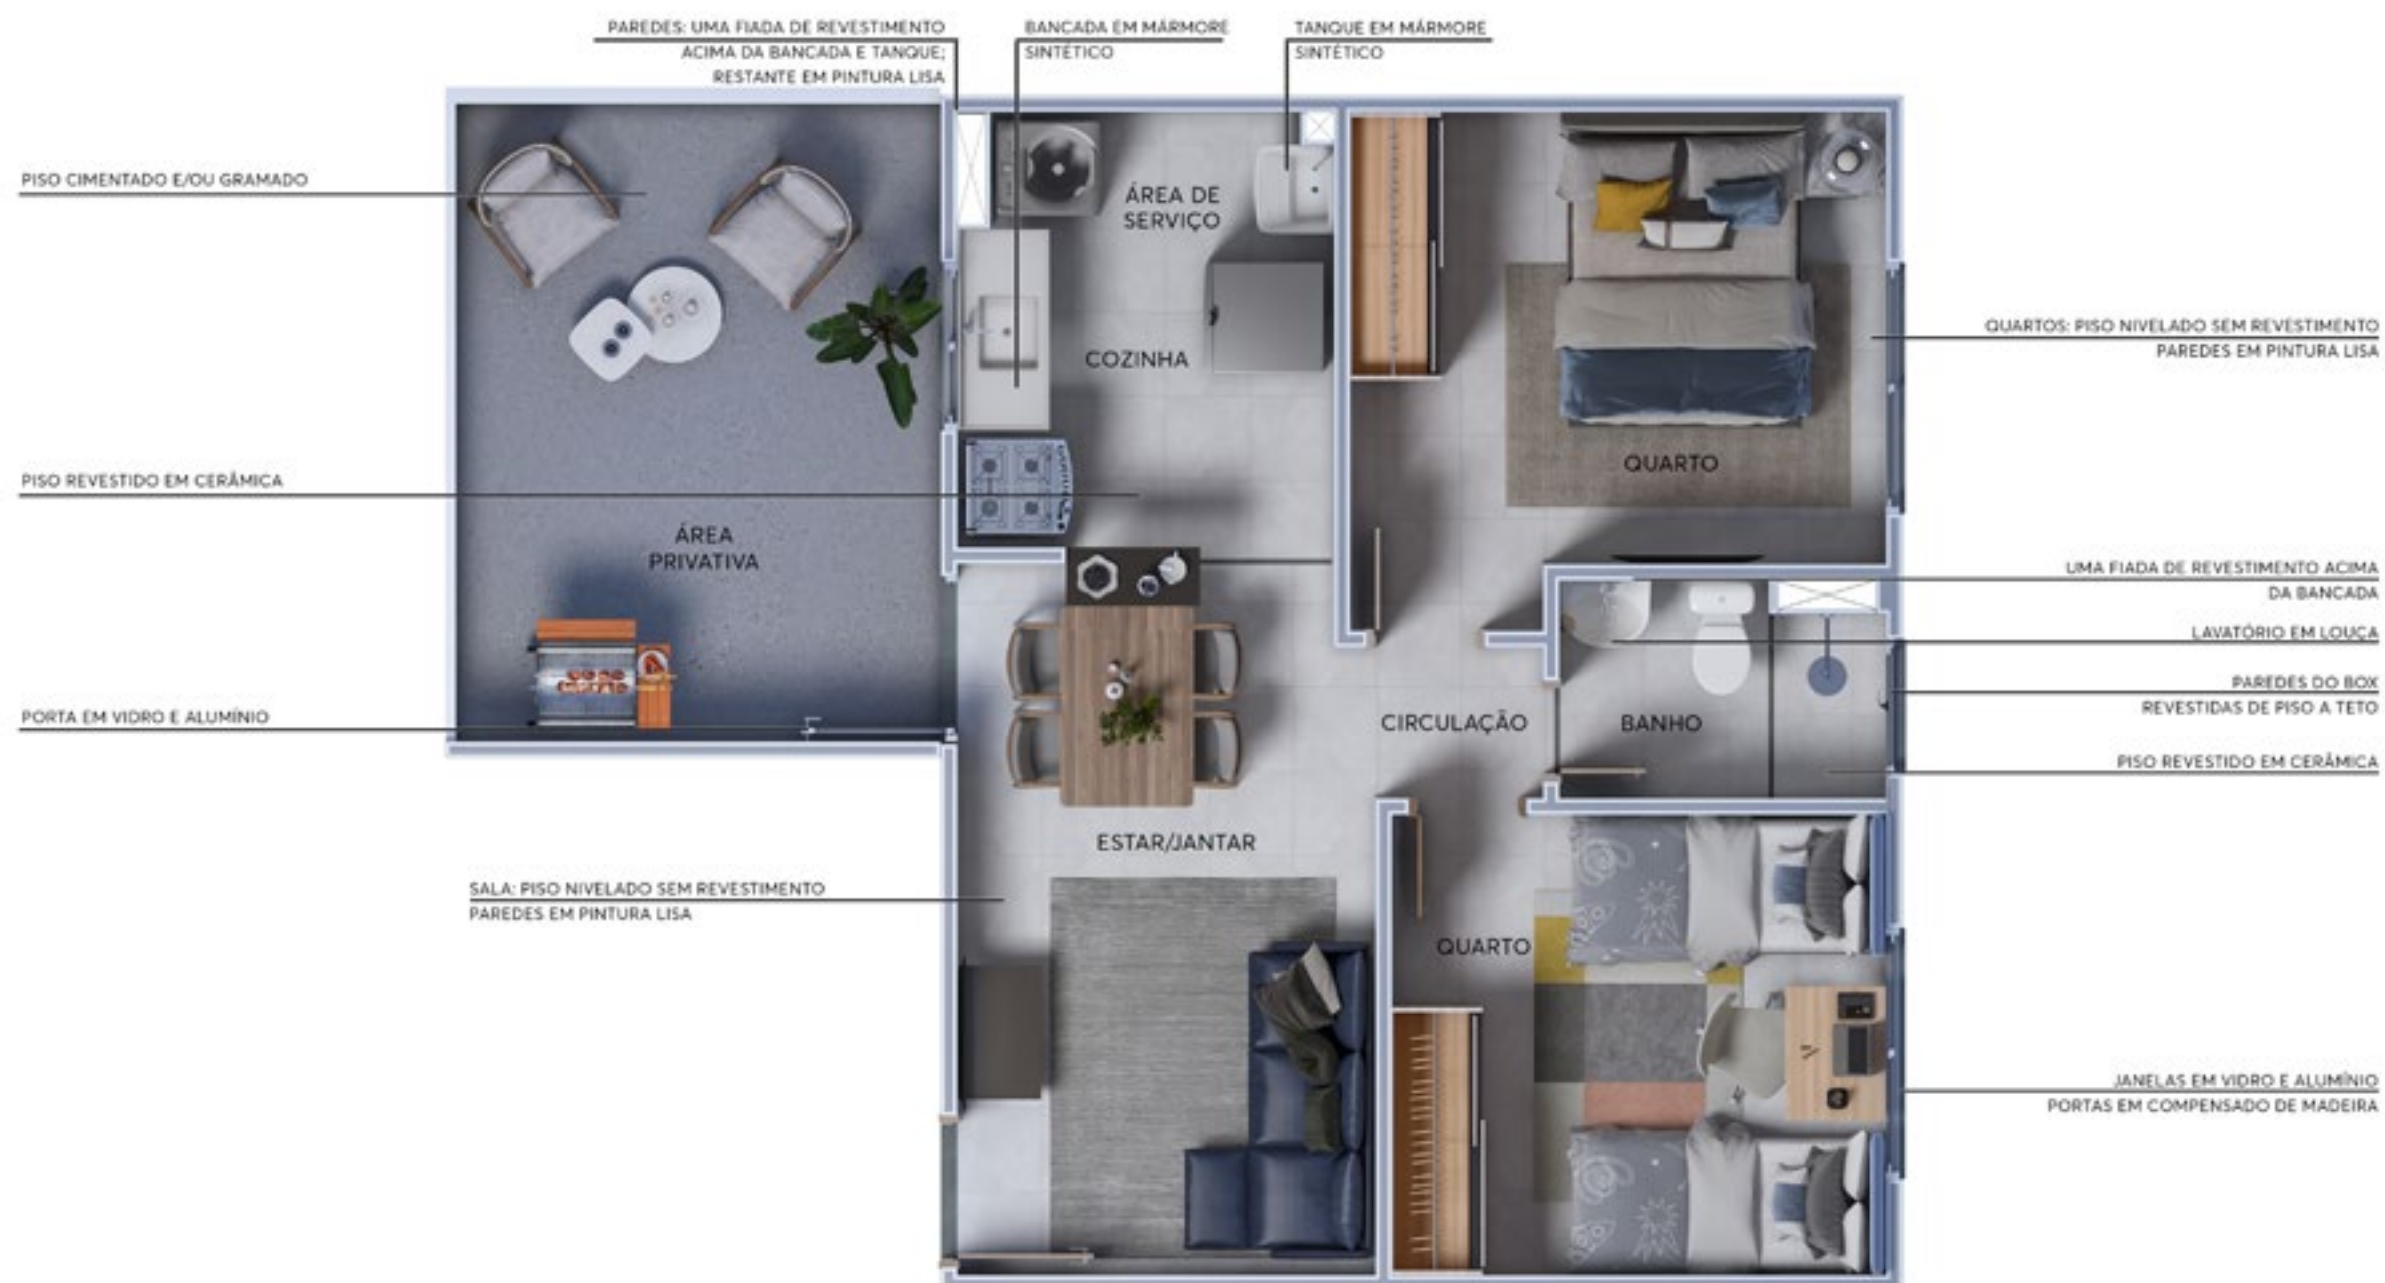 PAREDES: UMA FIADA DE REVESTIMENTO
ACIMA DA BANCADA E TANQUE;
RESTANTE EM PINTURA LISA
BANCADA EM MÁRMORE
SINTÉTICO
TANQUE EM MÁRMORE
SINTÉTICO
PISO CIMENTADO E/OU GRAMADO
ÁREA DE
SERVIÇO
QUARTOS: PISO NIVELADO SEM REVESTIMENTO
PAREDES EM PINTURA LISA
COZINHA
QUARTO
PISO REVESTIDO EM CERÂMICA
ÁREA
PRIVATIVA
UMA FIADA DE REVESTIMENTO ACIMA
DA BANCADA
LAVATÓRIO EM LOUÇA
PAREDES DO BOX
REVESTIDAS DE PISO A TETO
PORTA EM VIDRO E ALUMÍNIO
CIRCULAÇÃO
BANHO
PISO REVESTIDO EM CERÂMICA
ESTAR/JANTAR
SALA: PISO NIVELADO SEM REVESTIMENTO
PAREDES EM PINTURA LISA
QUARTO
JANELAS EM VIDRO E ALUMÍNIO
PORTAS EM COMPENSADO DE MADEIRA